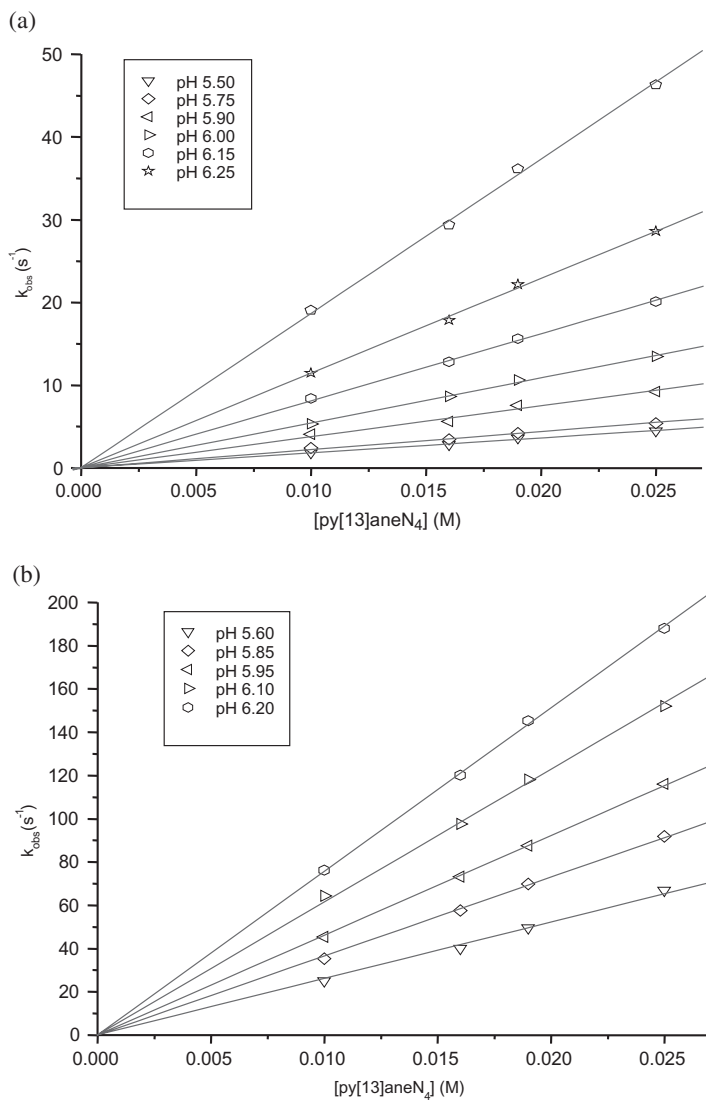 (a)
50
40
30
20
10
0
k_obs (s^-1)
pH 5.50
pH 5.75
pH 5.90
pH 6.00
pH 6.15
pH 6.25
0.000 0.005 0.010 0.015 0.020 0.025
[py[13]aneN₄] (M)
(b)
200
180
160
140
120
100
80
60
40
20
0
k_obs (s^-1)
pH 5.60
pH 5.85
pH 5.95
pH 6.10
pH 6.20
0.000 0.005 0.010 0.015 0.020 0.025
[py[13]aneN₄] (M)